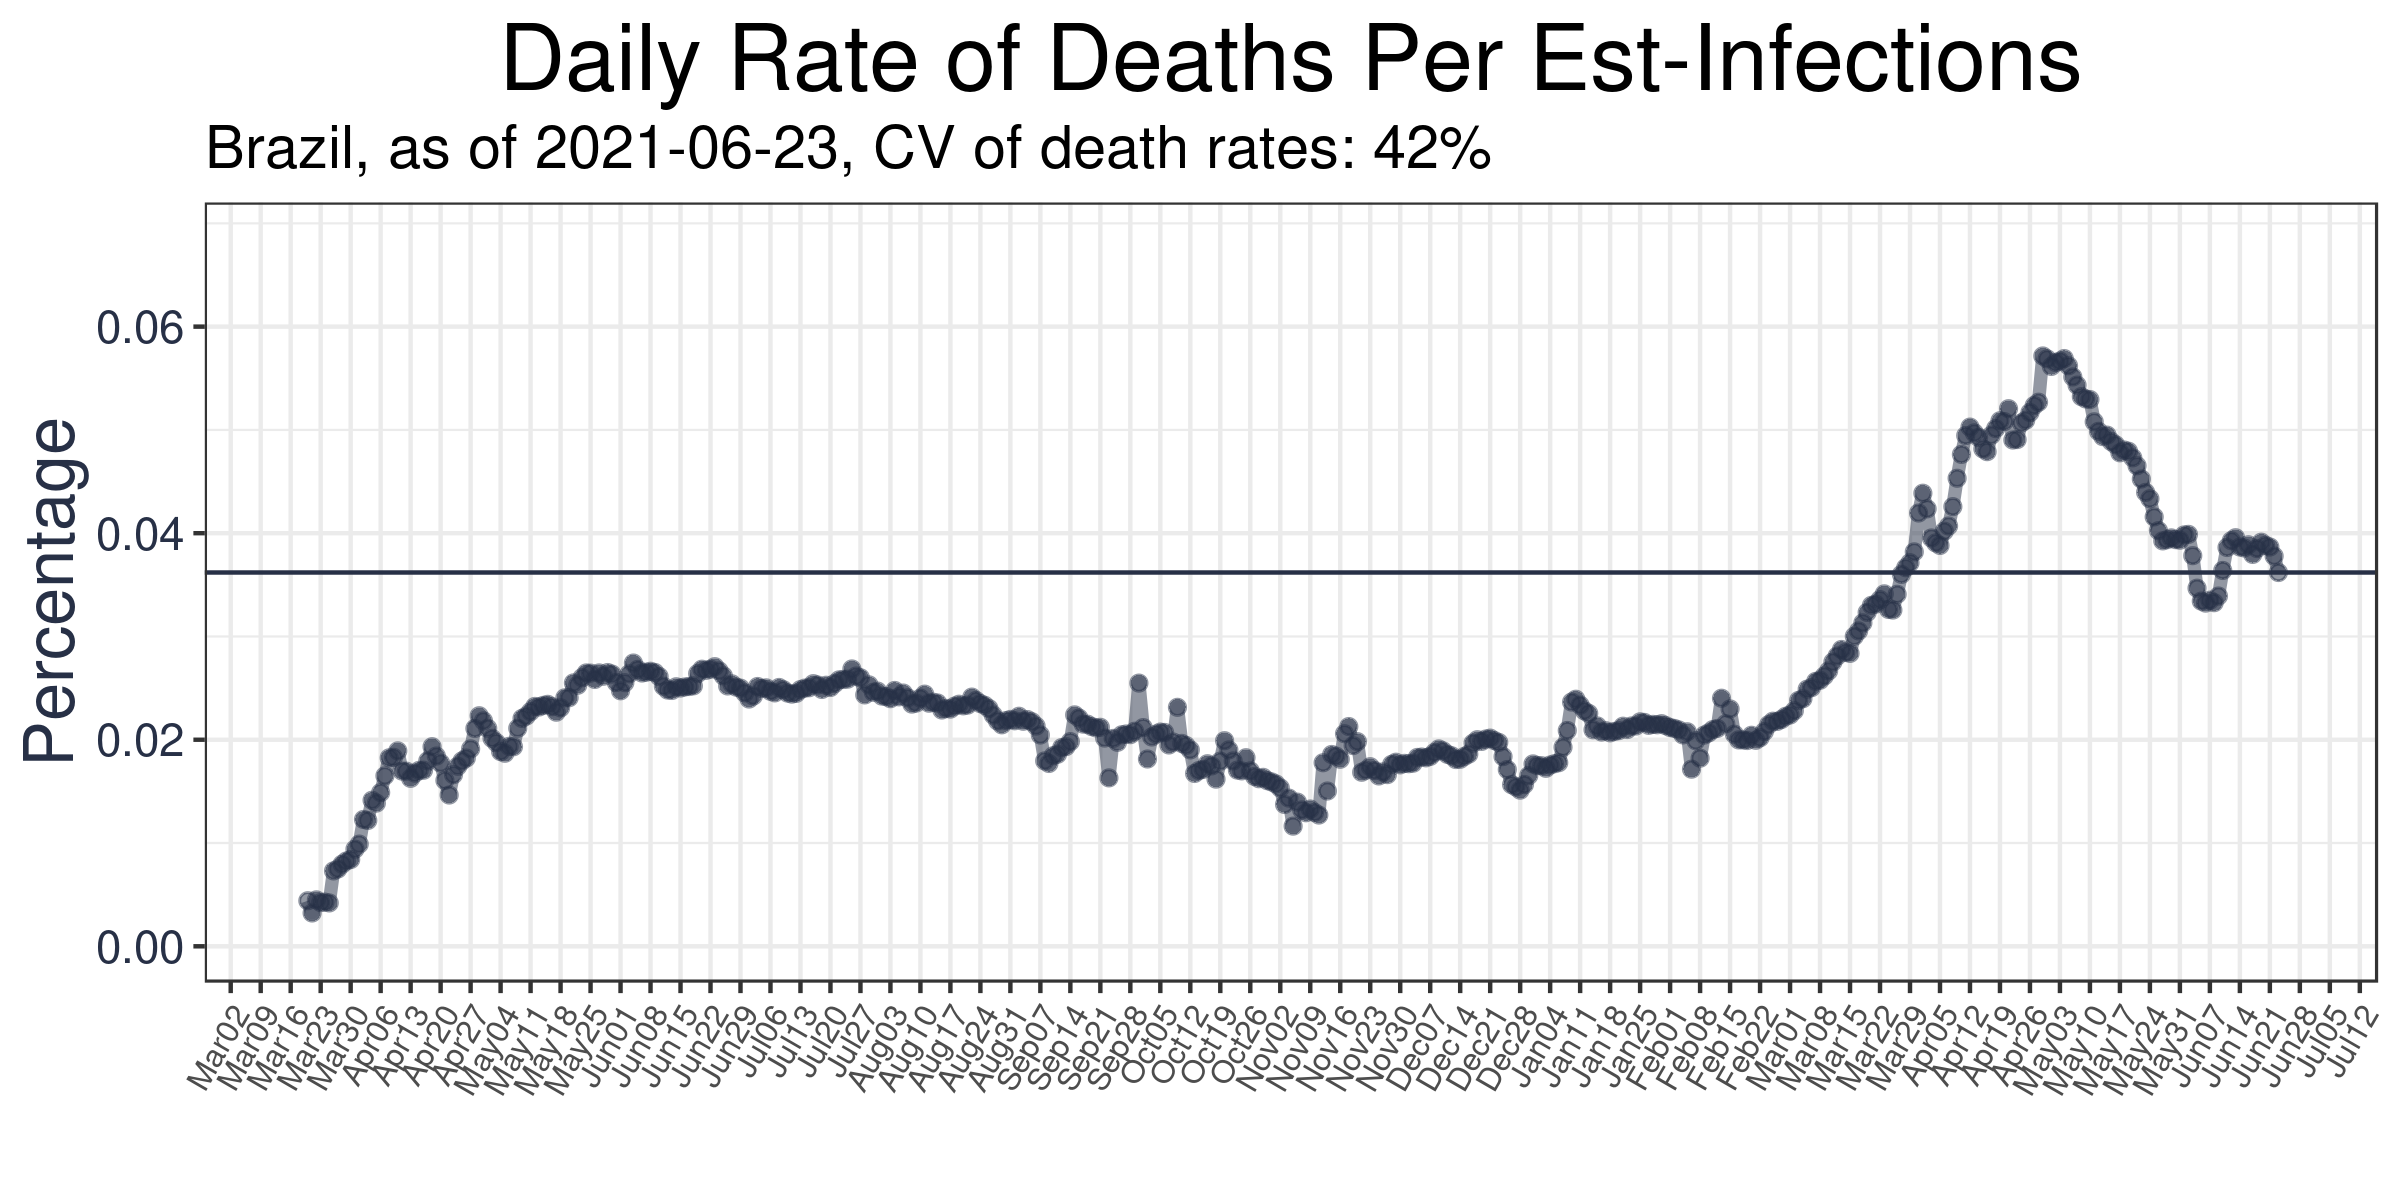 Daily Rate of Deaths Per Est-Infections
Brazil, as of 2021-06-23, CV of death rates: 42%
Percentage
0.06
0.04
0.02
0.00
Mar02
Mar09
Mar16
Mar23
Mar30
Apr06
Apr13
Apr20
Apr27
May04
May11
May18
May25
Jun01
Jun08
Jun15
Jun22
Jun29
Jul06
Jul13
Jul20
Jul27
Aug03
Aug10
Aug17
Aug24
Aug31
Sep07
Sep14
Sep21
Sep28
Oct05
Oct12
Oct19
Oct26
Nov02
Nov09
Nov16
Nov23
Nov30
Dec07
Dec14
Dec21
Dec28
Jan04
Jan11
Jan18
Jan25
Feb01
Feb08
Feb15
Feb22
Mar01
Mar08
Mar15
Mar22
Mar29
Apr05
Apr12
Apr19
Apr26
May03
May10
May17
May24
May31
Jun07
Jun14
Jun21
Jun28
Jul05
Jul12